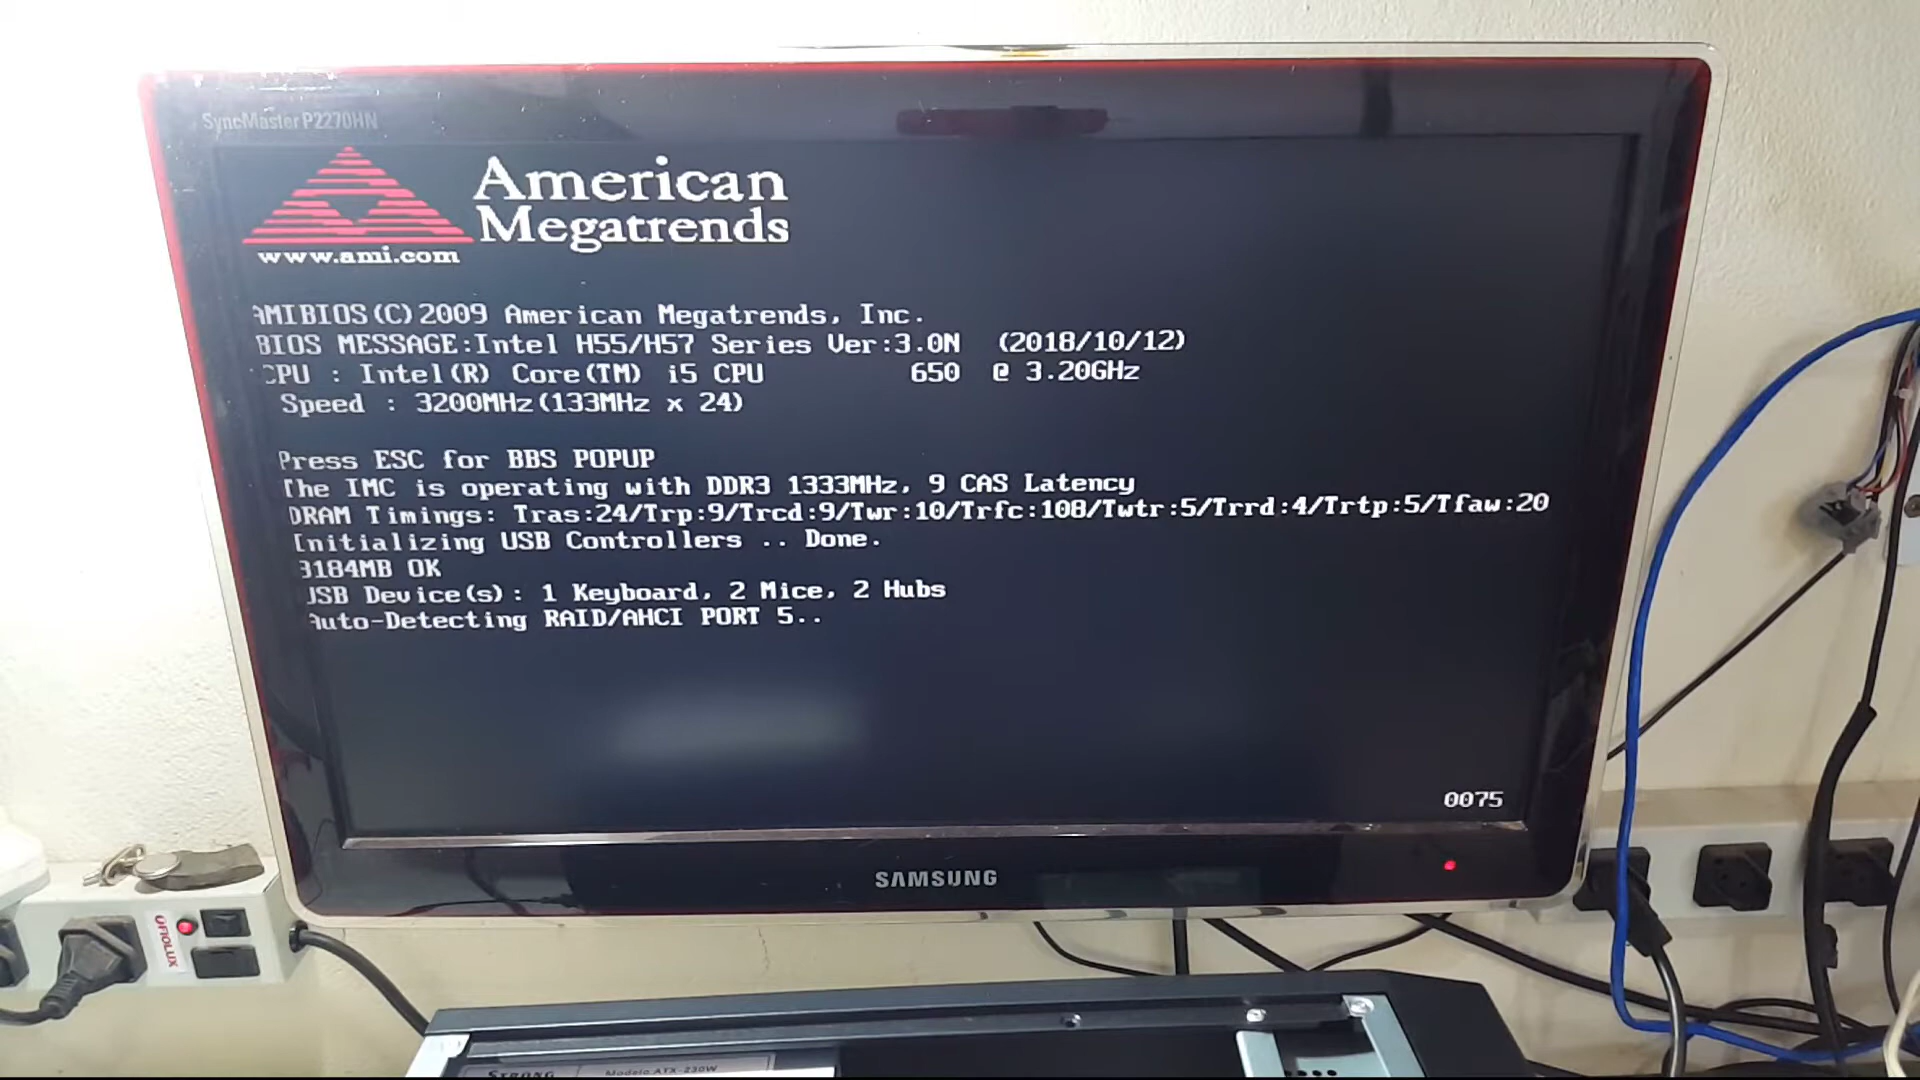 SyncMaster P2270HN
American
Megatrends
www.ami.com
AMIBIOS(C)2009 American Megatrends, Inc.
BIOS MESSAGE:Intel H55/H57 Series Ver:3.0N (2018/10/12)
CPU : Intel(R) Core(TM) i5 CPU 650 @ 3.20GHz
Speed : 3200MHz(133MHz x 24)
Press ESC for BBS POPUP
The IMC is operating with DDR3 1333MHz, 9 CAS Latency
DRAM Timings: Tras:24/Trp:9/Trcd:9/Twr:10/Trfc:108/Twtr:5/Trrd:4/Trtp:5/Tfaw:20
Initializing USB Controllers .. Done.
3184MB OK
USB Device(s): 1 Keyboard, 2 Mice, 2 Hubs
Auto-Detecting RAID/AHCI PORT 5..
0075
SAMSUNG
STRONG Modelo:ATX-230W